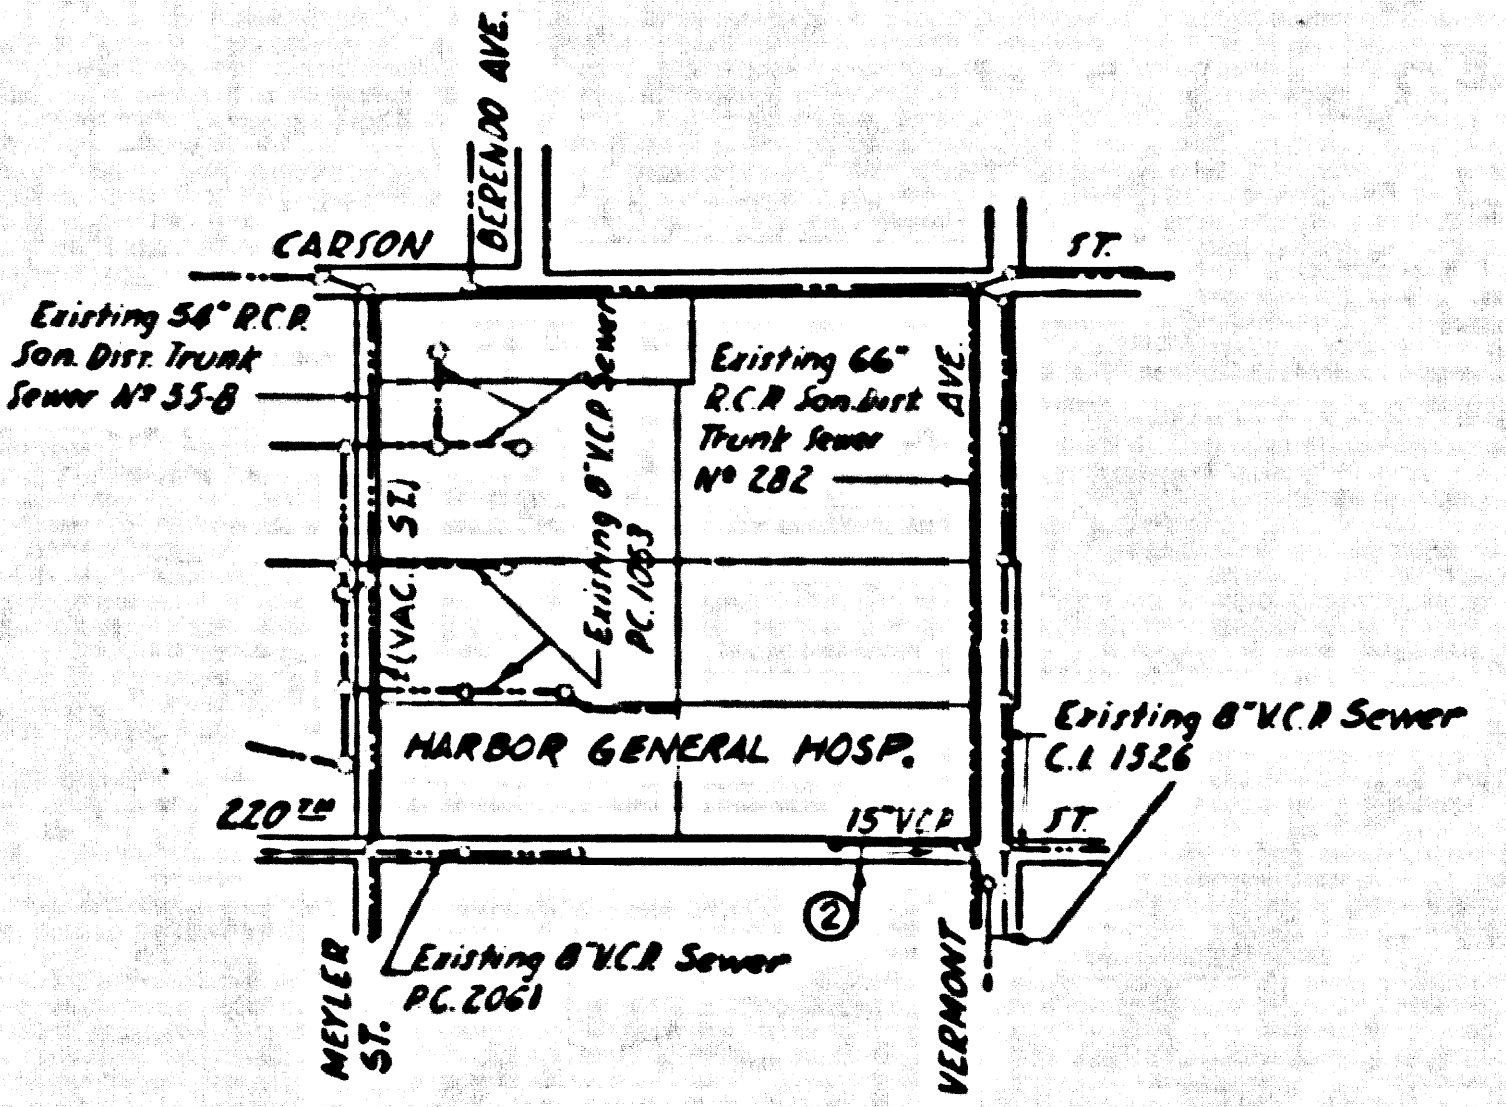 BERENDO AVE.
CARSON
ST.
Existing 54" R.C.P.
San. Dist. Trunk
Sewer Nº 35-B
Existing 66"
R.C.P. San. Dist.
Trunk Sewer
Nº 282
AVE.
Existing 8" V.C.P. Sewer
P.C. 1053
(VAC. ST.)
Existing 8" V.C.P. Sewer
C.I. 1526
HARBOR GENERAL HOSP.
220TH
15" VCP
ST.
2
Existing 8" V.C.P. Sewer
P.C. 2061
MEYLER
ST.
VERMONT